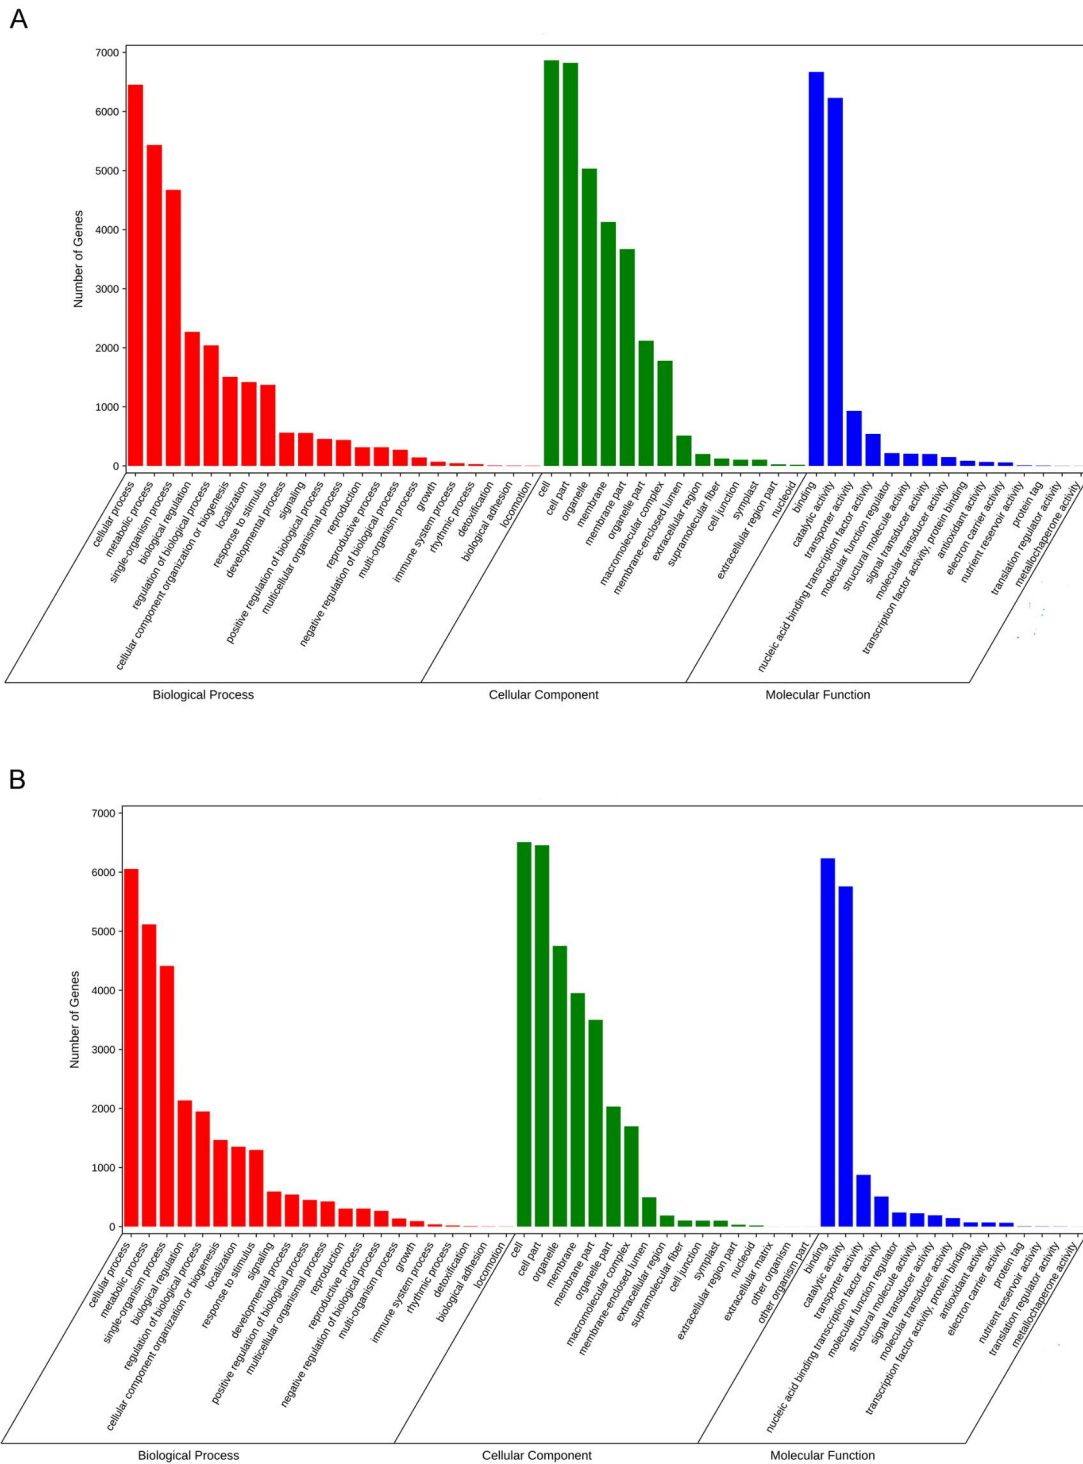 A
7000
6000
5000
4000
3000
2000
1000
0
Number of Genes
cellular process
metabolic process
single-organism process
biological regulation
regulation of biological process
cellular component organization or biogenesis
localization
response to stimulus
developmental process
signaling
positive regulation of biological process
multicellular organismal process
reproduction
reproductive process
negative regulation of biological process
multi-organism process
growth
immune system process
rhythmic process
detoxification
biological adhesion
locomotion
cell
cell part
organelle
membrane
membrane part
organelle part
macromolecular complex
membrane-enclosed lumen
extracellular region
supramolecular fiber
cell junction
symplast
extracellular region part
nucleoid
binding
catalytic activity
transporter activity
nucleic acid binding transcription factor activity
molecular function regulator
structural molecule activity
signal transducer activity
molecular transducer activity
transcription factor activity, protein binding
antioxidant activity
electron carrier activity
nutrient reservoir activity
protein tag
translation regulator activity
metallochaperone activity
Biological Process
Cellular Component
Molecular Function
B
7000
6000
5000
4000
3000
2000
1000
0
Number of Genes
cellular process
metabolic process
single-organism process
biological regulation
regulation of biological process
cellular component organization or biogenesis
localization
response to stimulus
signaling
developmental process
positive regulation of biological process
multicellular organismal process
reproduction
reproductive process
negative regulation of biological process
multi-organism process
growth
immune system process
rhythmic process
detoxification
biological adhesion
locomotion
cell
cell part
organelle
membrane
membrane part
organelle part
macromolecular complex
membrane-enclosed lumen
extracellular region
supramolecular fiber
cell junction
symplast
extracellular region part
nucleoid
extracellular matrix
other organism
other organism part
binding
catalytic activity
transporter activity
nucleic acid binding transcription factor activity
molecular function regulator
structural molecule activity
signal transducer activity
molecular transducer activity
transcription factor activity, protein binding
antioxidant activity
electron carrier activity
protein tag
nutrient reservoir activity
translation regulator activity
metallochaperone activity
Biological Process
Cellular Component
Molecular Function